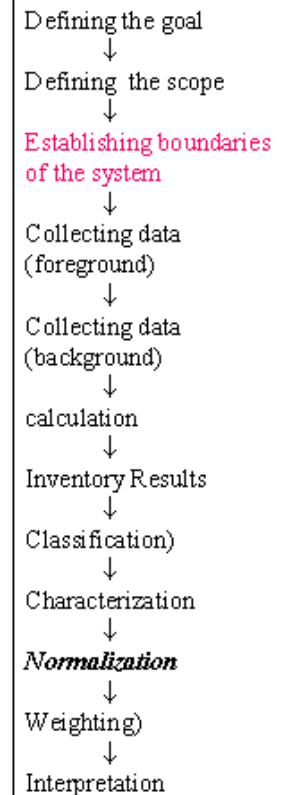 Defining the goal
↓
Defining the scope
↓
Establishing boundaries
of the system
↓
Collecting data
(foreground)
↓
Collecting data
(background)
↓
calculation
↓
Inventory Results
↓
Classification)
↓
Characterization
↓
Normalization
↓
Weighting)
↓
Interpretation